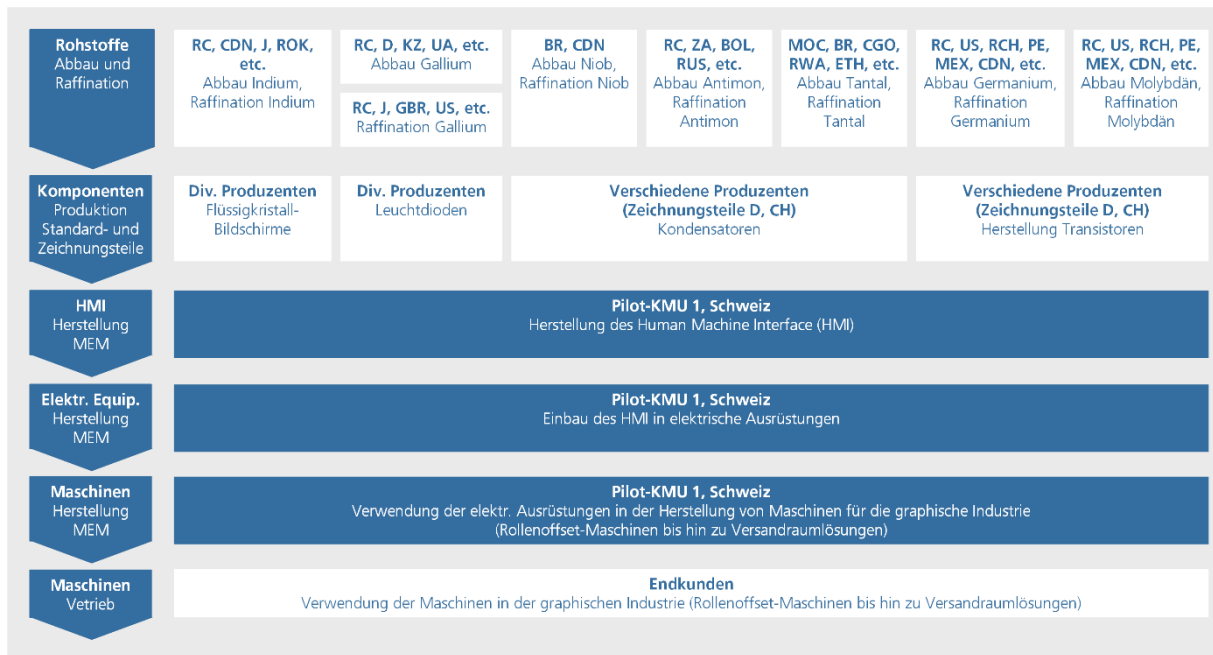 Rohstoffe
Abbau und
Raffination
RC, CDN, J, ROK,
etc.
Abbau Indium,
Raffination Indium
RC, D, KZ, UA, etc.
Abbau Gallium
RC, J, GBR, US, etc.
Raffination Gallium
BR, CDN
Abbau Niob,
Raffination Niob
RC, ZA, BOL,
RUS, etc.
Abbau Antimon,
Raffination
Antimon
MOC, BR, CGO,
RWA, ETH, etc.
Abbau Tantal,
Raffination
Tantal
RC, US, RCH, PE,
MEX, CDN, etc.
Abbau Germanium,
Raffination
Germanium
RC, US, RCH, PE,
MEX, CDN, etc.
Abbau Molybdän,
Raffination
Molybdän
Komponenten
Produktion
Standard- und
Zeichnungsteile
Div. Produzenten
Flüssigkristall-
Bildschirme
Div. Produzenten
Leuchtdioden
Verschiedene Produzenten
(Zeichnungsteile D, CH)
Kondensatoren
Verschiedene Produzenten
(Zeichnungsteile D, CH)
Herstellung Transistoren
HMI
Herstellung
MEM
Pilot-KMU 1, Schweiz
Herstellung des Human Machine Interface (HMI)
Elektr. Equip.
Herstellung
MEM
Pilot-KMU 1, Schweiz
Einbau des HMI in elektrische Ausrüstungen
Maschinen
Herstellung
MEM
Pilot-KMU 1, Schweiz
Verwendung der elektr. Ausrüstungen in der Herstellung von Maschinen für die graphische Industrie
(Rollenoffset-Maschinen bis hin zu Versandraumlösungen)
Maschinen
Vetrieb
Endkunden
Verwendung der Maschinen in der graphischen Industrie (Rollenoffset-Maschinen bis hin zu Versandraumlösungen)